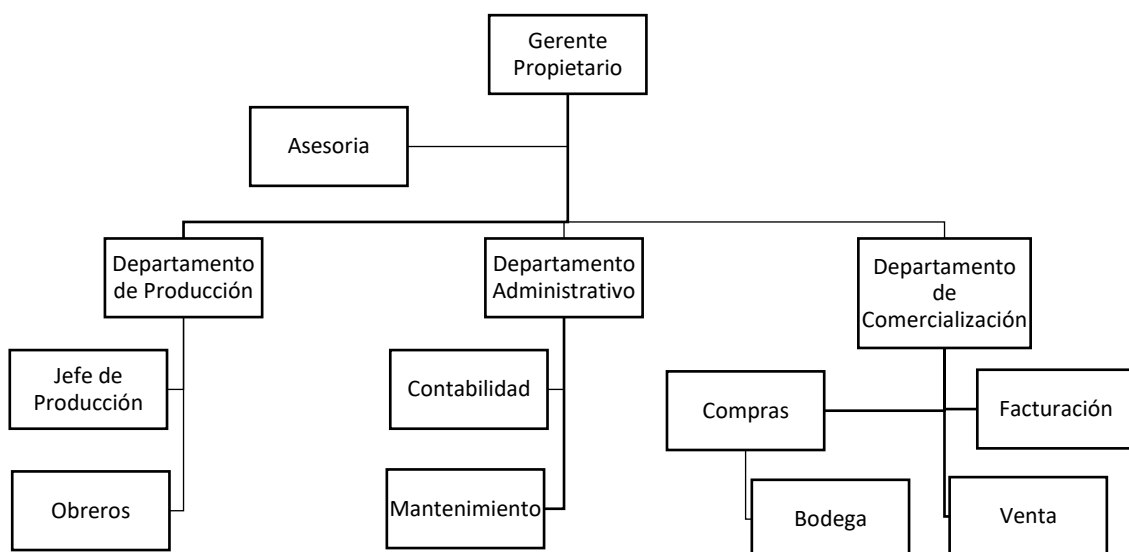 Gerente
Propietario
Asesoria
Departamento
de Producción
Departamento
Administrativo
Departamento
de
Comercialización
Jefe de
Producción
Contabilidad
Compras
Facturación
Obreros
Mantenimiento
Bodega
Venta